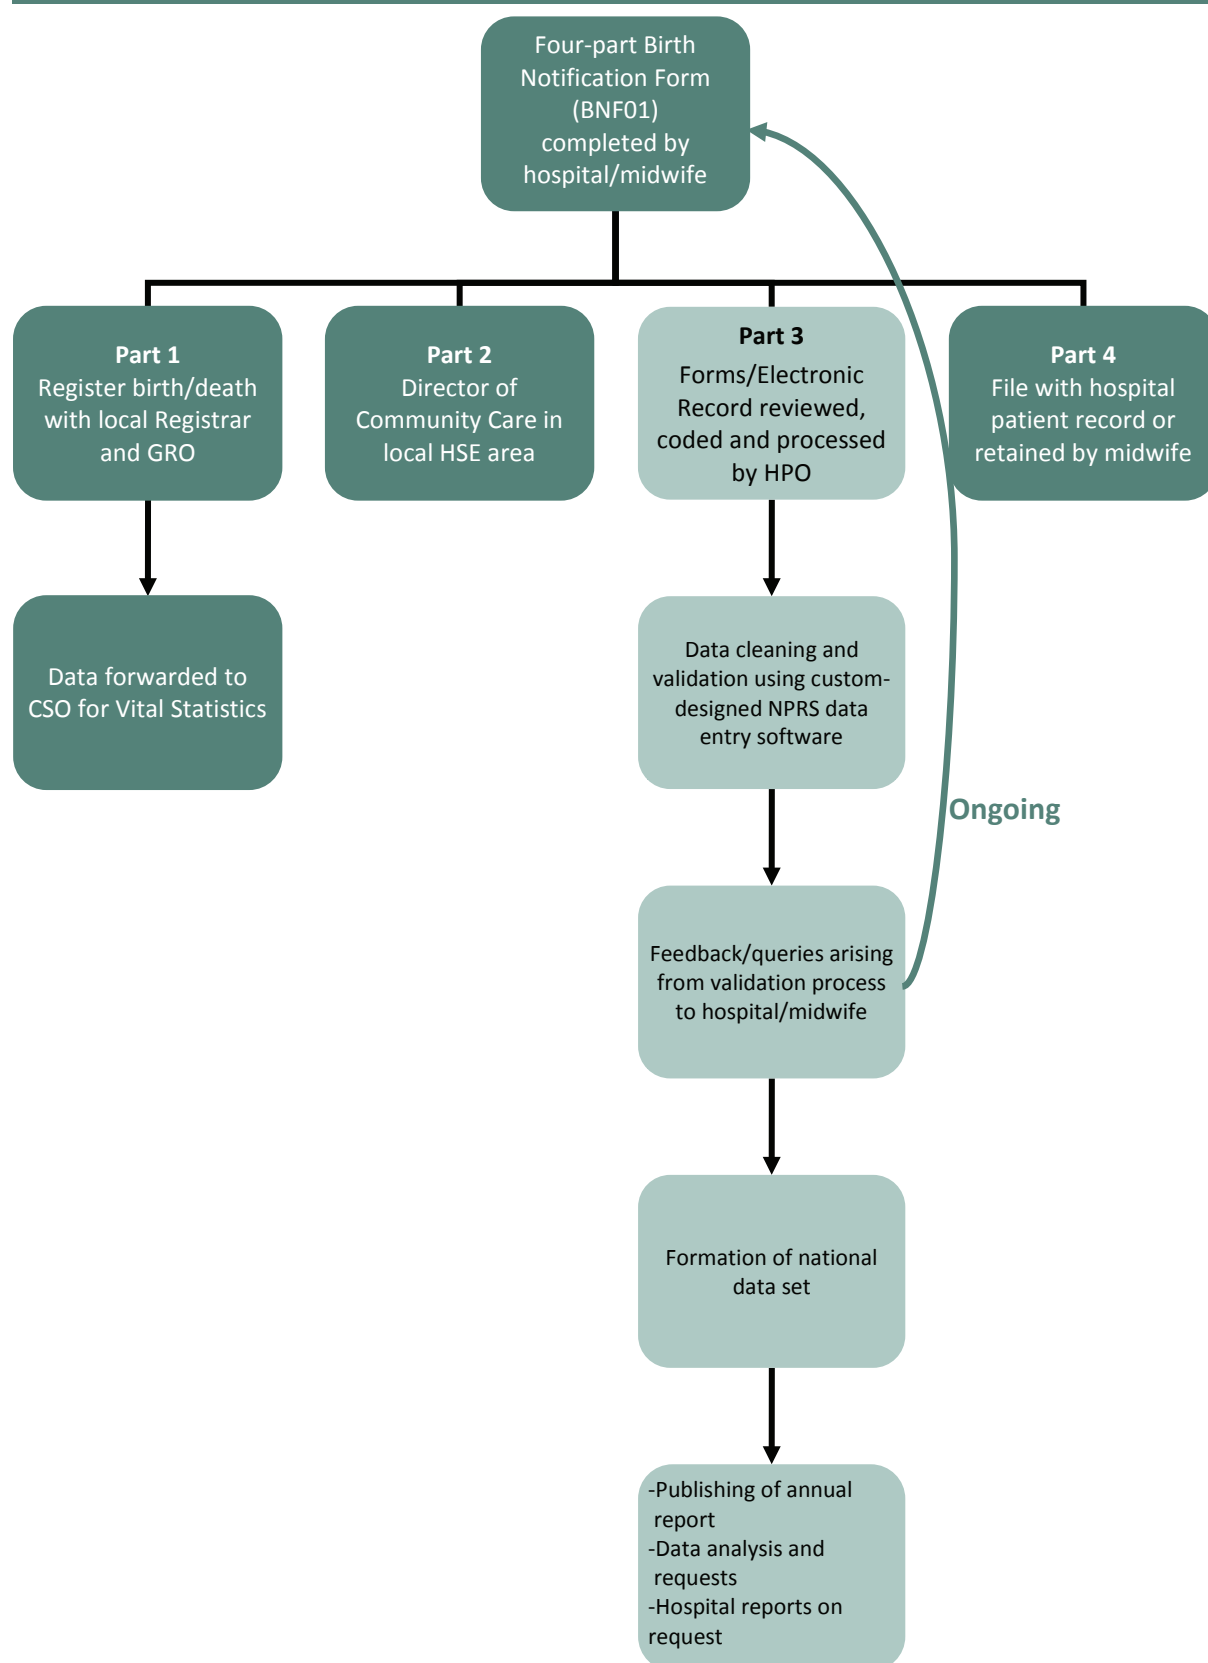 Four-part Birth
Notification Form
(BNF01)
completed by
hospital/midwife
Part 1
Register birth/death
with local Registrar
and GRO
Part 2
Director of
Community Care in
local HSE area
Part 3
Forms/Electronic
Record reviewed,
coded and processed
by HPO
Part 4
File with hospital
patient record or
retained by midwife
Data forwarded to
CSO for Vital Statistics
Data cleaning and
validation using custom-
designed NPRS data
entry software
Ongoing
Feedback/queries arising
from validation process
to hospital/midwife
Formation of national
data set
-Publishing of annual
report
-Data analysis and
requests
-Hospital reports on
request